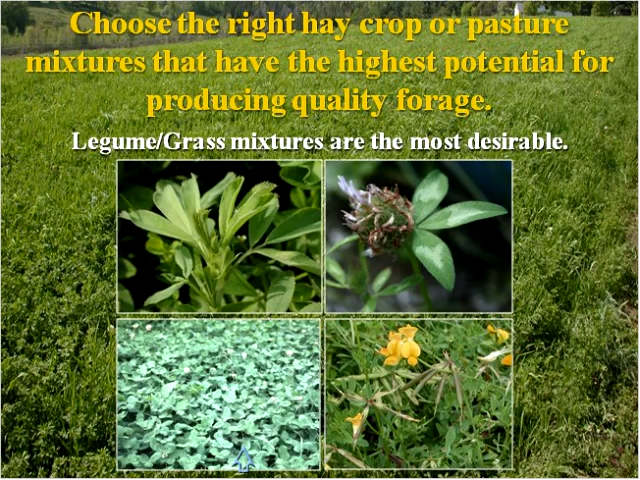 Choose the right hay crop or pasture
mixtures that have the highest potential for
producing quality forage.
Legume/Grass mixtures are the most desirable.